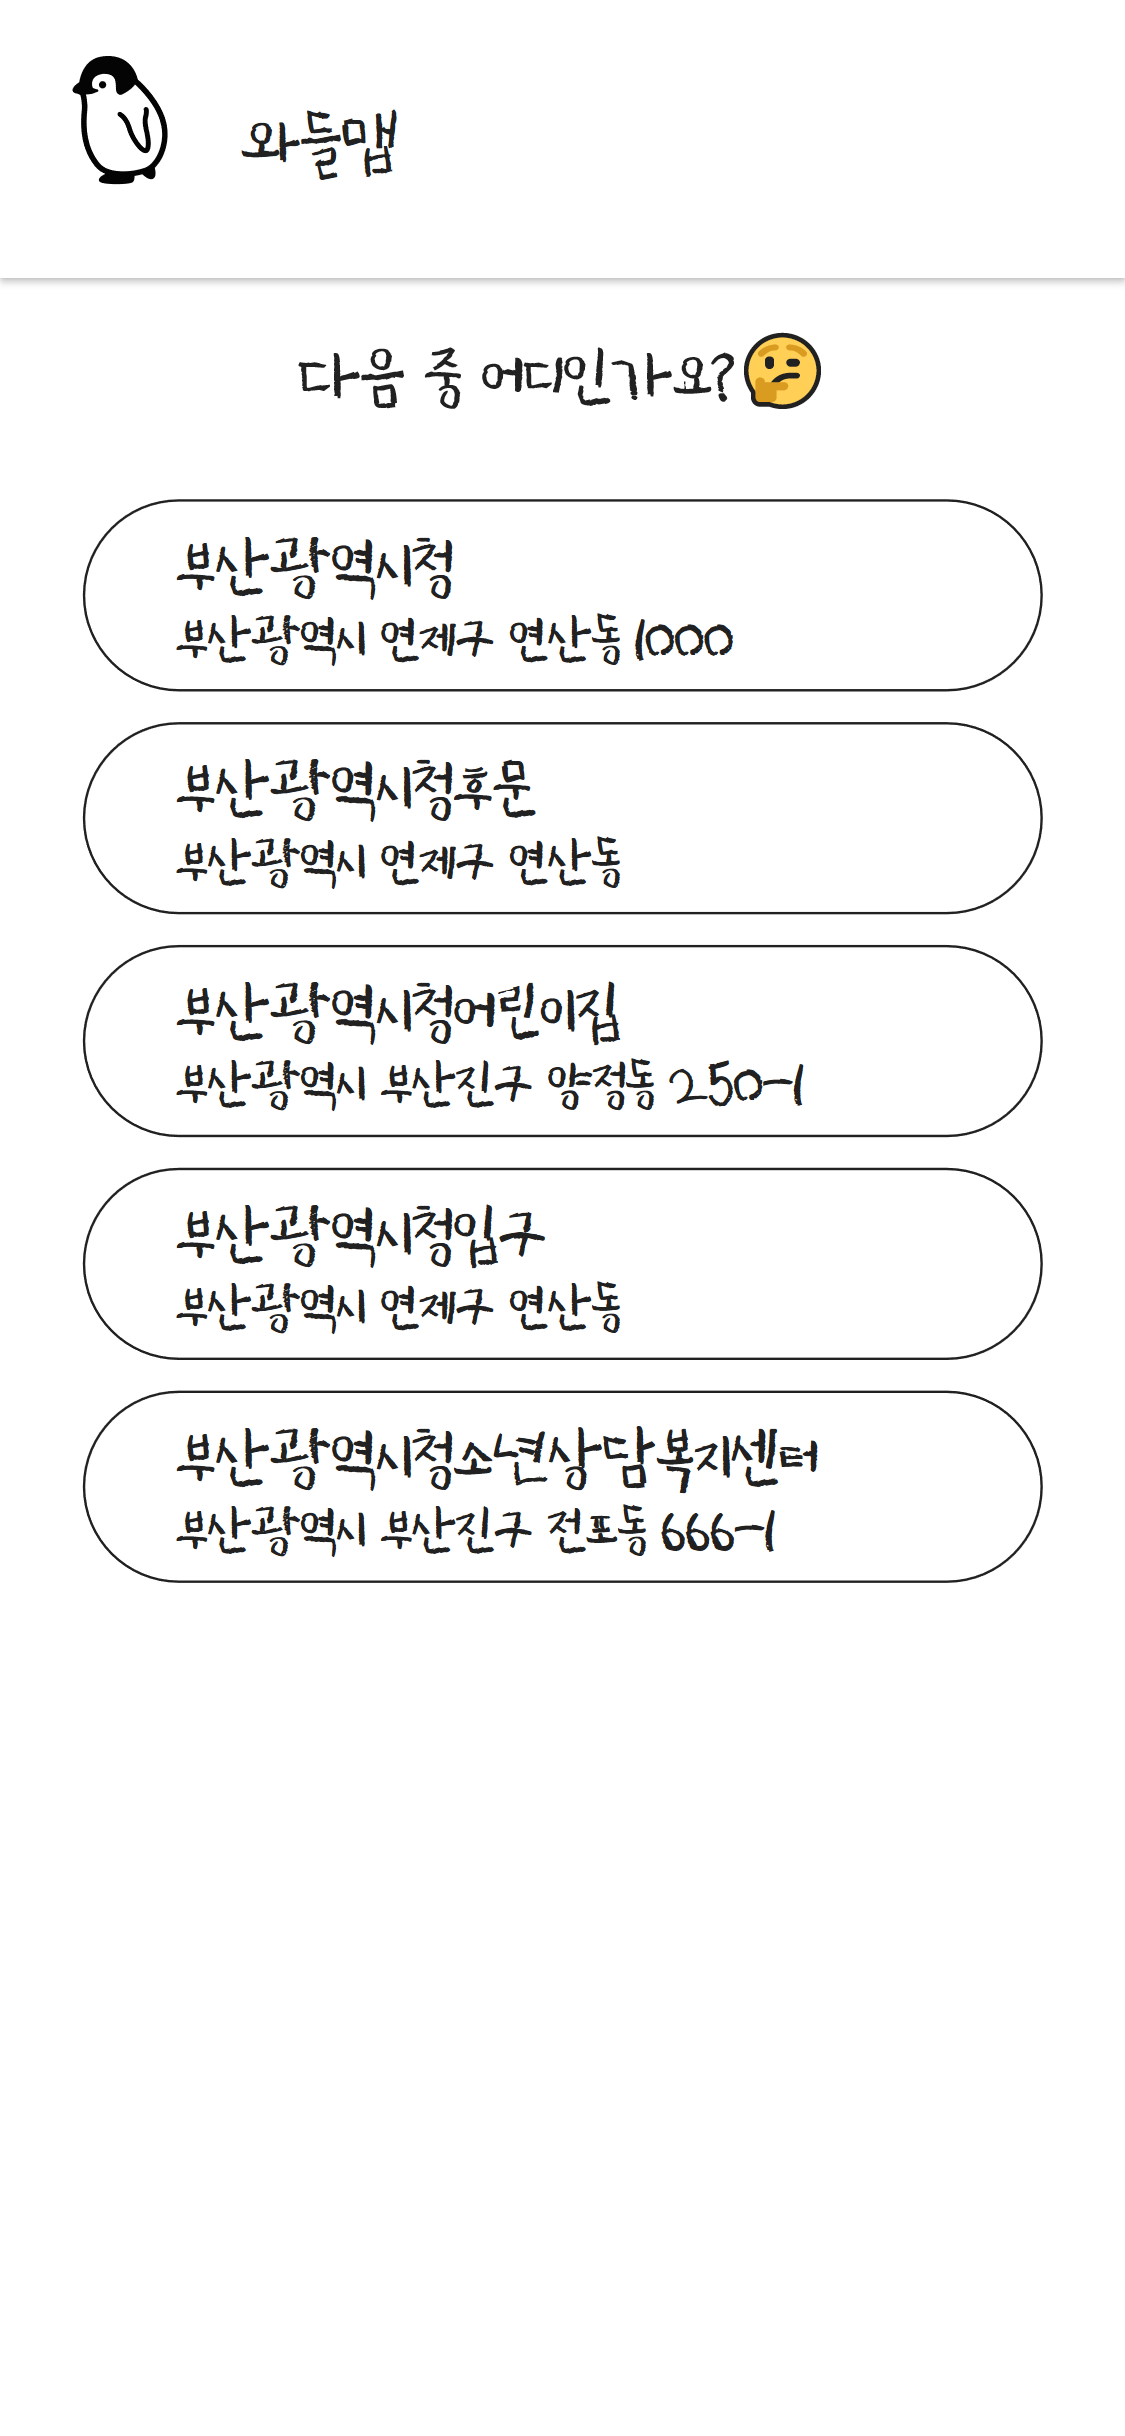 와들맵
다음 중 어디인가요?🤔
부산광역시청
부산광역시 연제구 연산동 1000
부산광역시청후문
부산광역시 연제구 연산동
부산광역시청어린이집
부산광역시 부산진구 양정동 250-1
부산광역시청입구
부산광역시 연제구 연산동
부산광역시청소년상담복지센터
부산광역시 부산진구 전포동 666-1